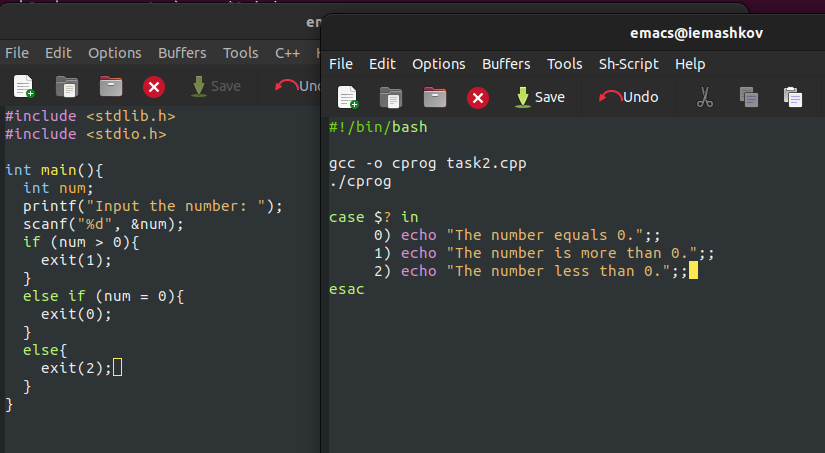 em
File Edit Options Buffers Tools C++
Save Und
#include <stdlib.h>
#include <stdio.h>
int main(){
int num;
printf("Input the number: ");
scanf("%d", &num);
if (num > 0){
exit(1);
}
else if (num = 0){
exit(0);
}
else{
exit(2);
}
}
emacs@iemashkov
File Edit Options Buffers Tools Sh-Script Help
Save Undo
#!/bin/bash
gcc -o cprog task2.cpp
./cprog
case $? in
0) echo "The number equals 0.";;
1) echo "The number is more than 0.";;
2) echo "The number less than 0.";;
esac